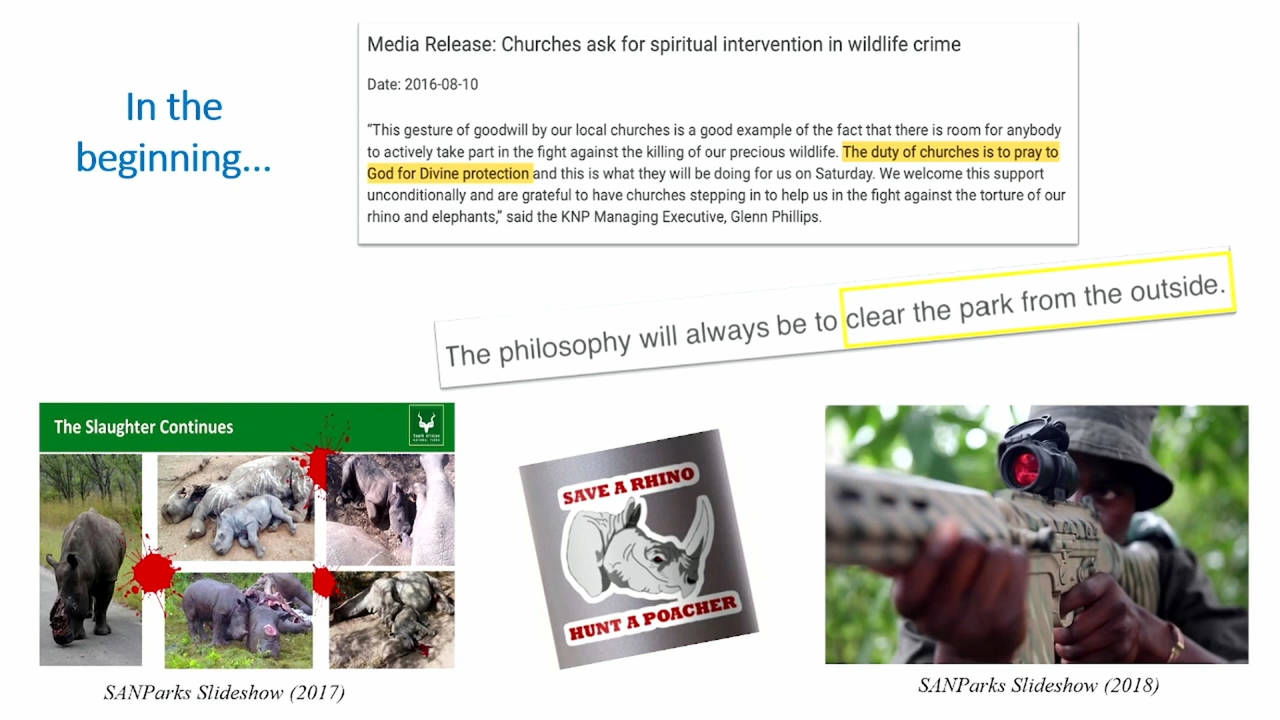 In the
beginning...
Media Release: Churches ask for spiritual intervention in wildlife crime
Date: 2016-08-10
“This gesture of goodwill by our local churches is a good example of the fact that there is room for anybody
to actively take part in the fight against the killing of our precious wildlife. The duty of churches is to pray to
God for Divine protection and this is what they will be doing for us on Saturday. We welcome this support
unconditionally and are grateful to have churches stepping in to help us in the fight against the torture of our
rhino and elephants,” said the KNP Managing Executive, Glenn Phillips.
The philosophy will always be to clear the park from the outside.
The Slaughter Continues
South African
NATIONAL PARKS
SAVE A RHINO
HUNT A POACHER
SANParks Slideshow (2017)
SANParks Slideshow (2018)